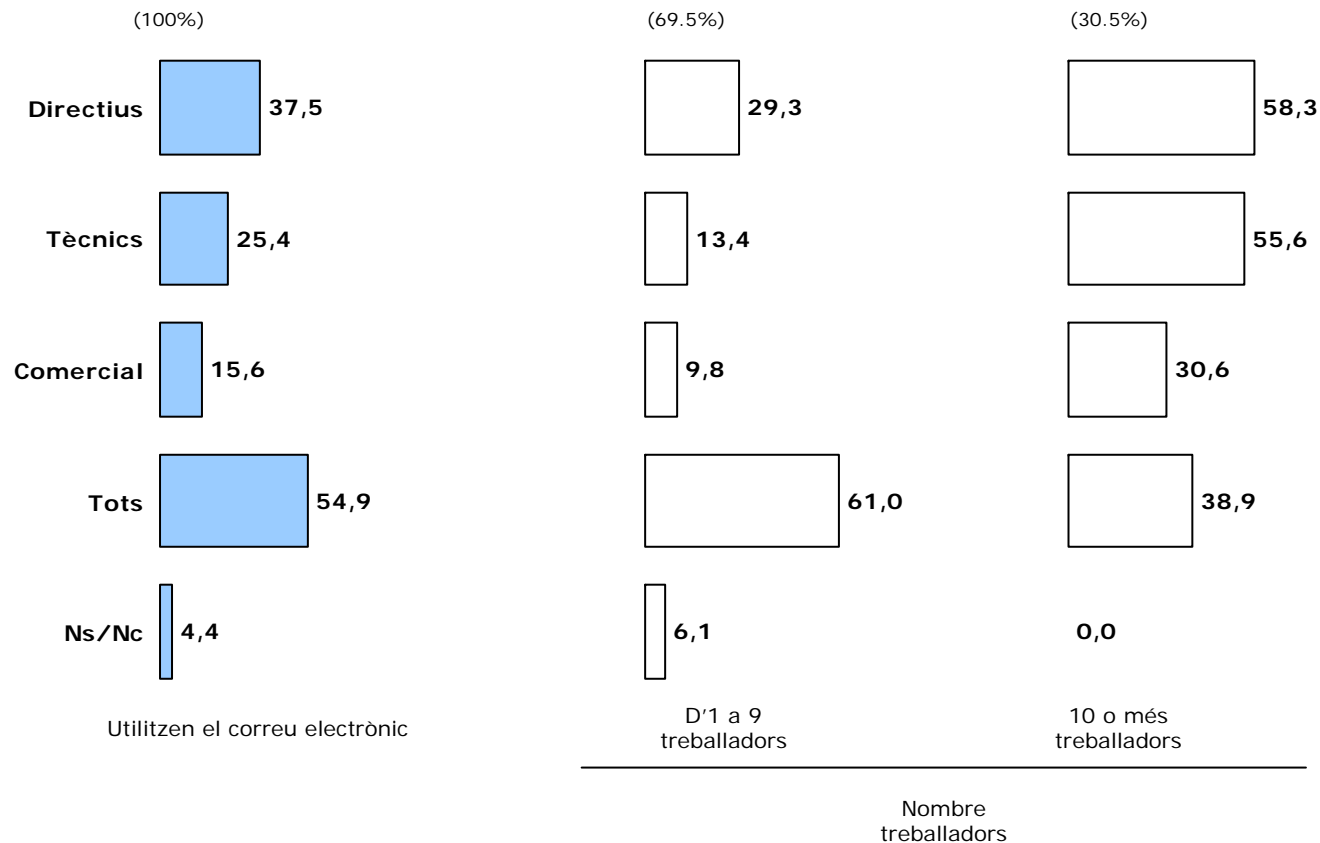 (100%) (69.5%) (30.5%)
Directius 37,5 29,3 58,3
Tècnics 25,4 13,4 55,6
Comercial 15,6 9,8 30,6
Tots 54,9 61,0 38,9
Ns/Nc 4,4 6,1 0,0
Utilitzen el correu electrònic
D'1 a 9
treballadors
10 o més
treballadors
Nombre
treballadors